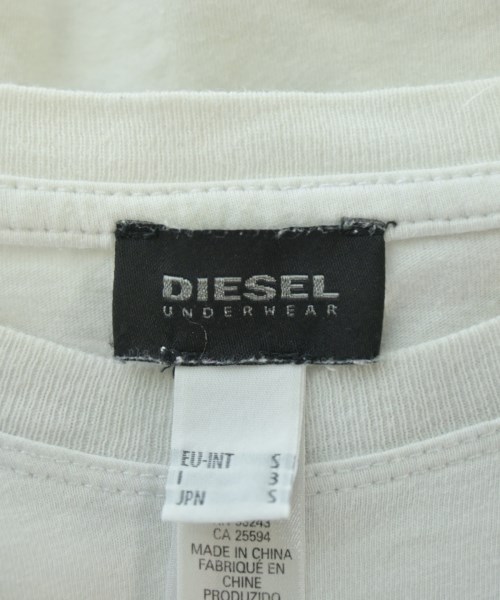 DIESEL
UNDERWEAR
EU-INT S
I 3
JPN S
CA 25594
MADE IN CHINA
FABRIQUÉ EN
CHINE
PRODUZIDO